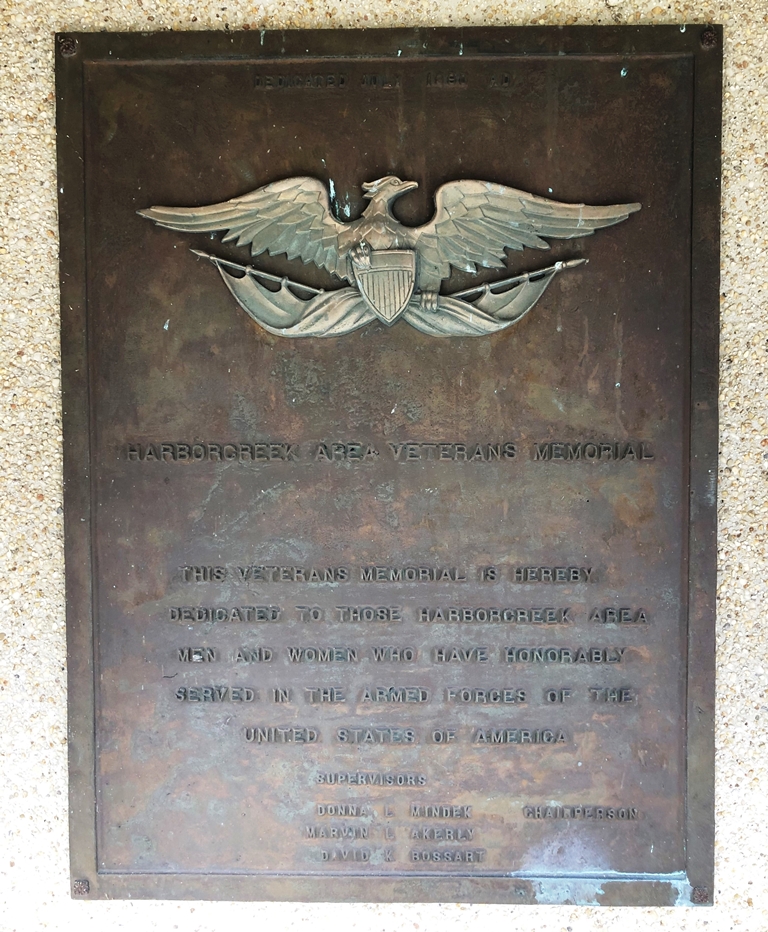 DEDICATED JULY AD
HARBORCREEK AREA VETERANS MEMORIAL
THIS VETERANS MEMORIAL IS HEREBY
DEDICATED TO THOSE HARBORCREEK AREA
MEN AND WOMEN WHO HAVE HONORABLY
SERVED IN THE ARMED FORCES OF THE
UNITED STATES OF AMERICA
SUPERVISORS
DONNA L MINDEK CHAIRPERSON
MARVIN L AKERLY
DAVID K BOSSART